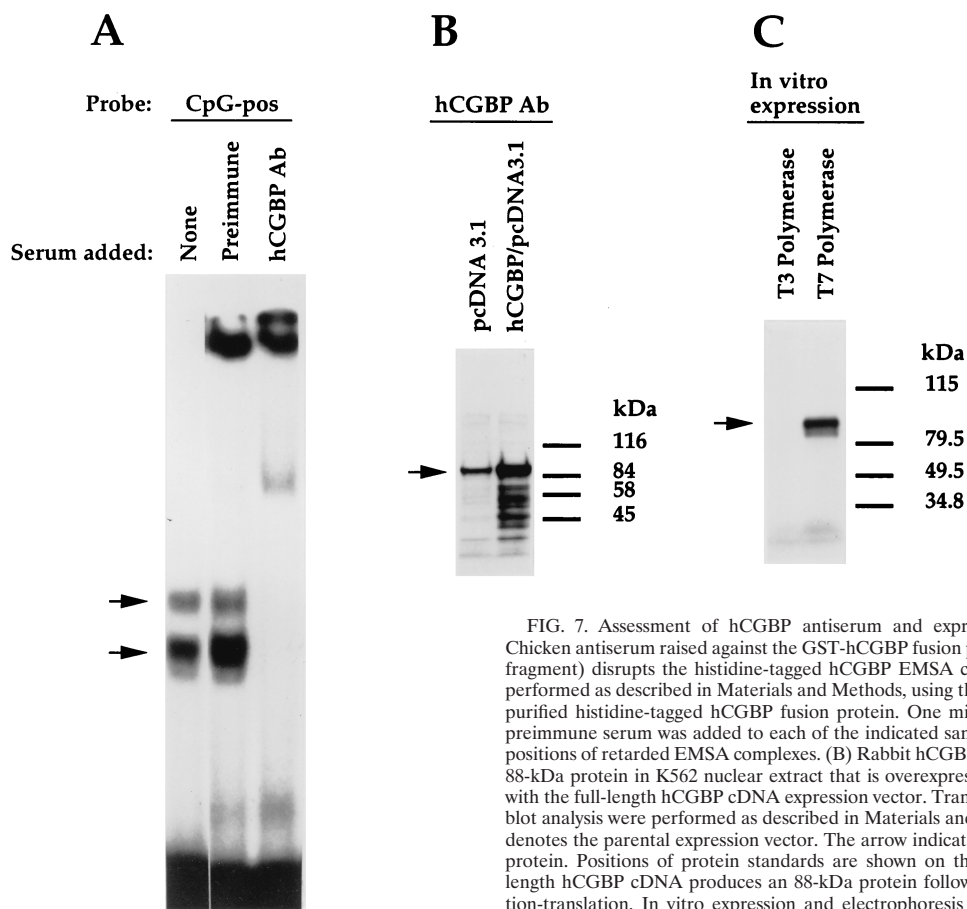 A
B
C
Probe: CpG-pos
hCGBP Ab
In vitro
expression
Serum added:
None
Preimmune
hCGBP Ab
pcDNA 3.1
hCGBP/pcDNA3.1
T3 Polymerase
T7 Polymerase
kDa
116
84
58
45
kDa
115
79.5
49.5
34.8
FIG. 7. Assessment of hCGBP antiserum and expr
Chicken antiserum raised against the GST-hCGBP fusion p
fragment) disrupts the histidine-tagged hCGBP EMSA c
performed as described in Materials and Methods, using th
purified histidine-tagged hCGBP fusion protein. One mi
preimmune serum was added to each of the indicated san
positions of retarded EMSA complexes. (B) Rabbit hCGB
88-kDa protein in K562 nuclear extract that is overexpres
with the full-length hCGBP cDNA expression vector. Tran
blot analysis were performed as described in Materials and
denotes the parental expression vector. The arrow indicat
protein. Positions of protein standards are shown on th
length hCGBP cDNA produces an 88-kDa protein follow
tion-translation. In vitro expression and electrophoresis